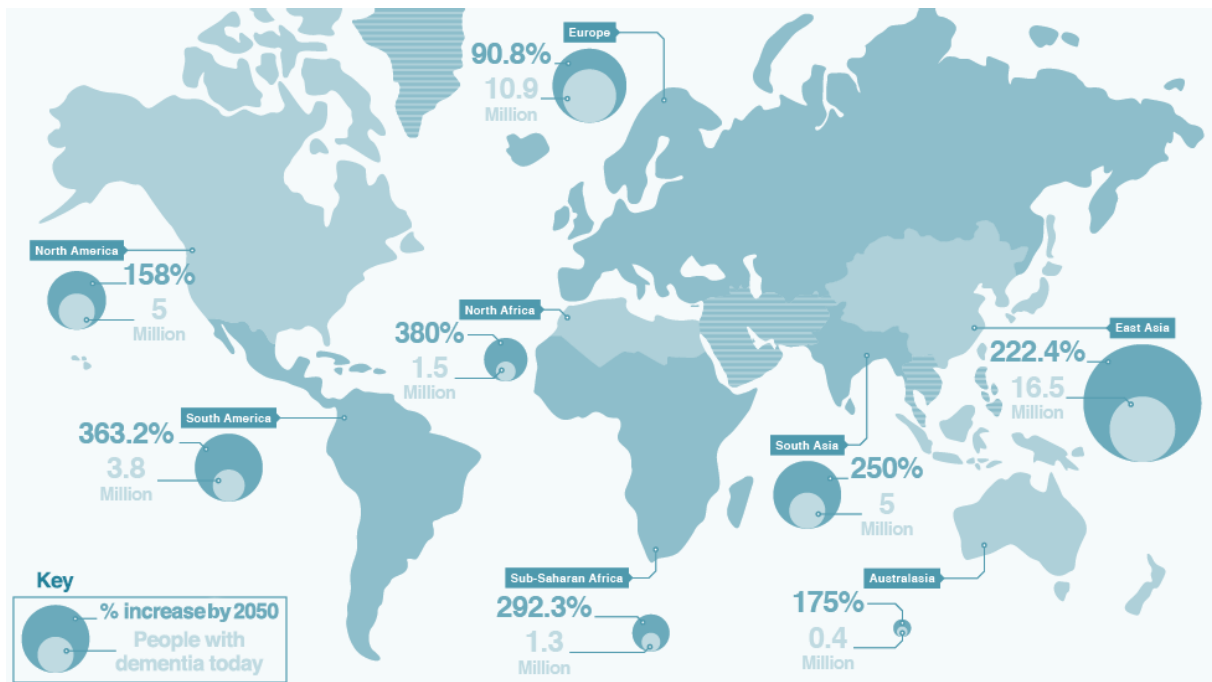 Europe
90.8%
10.9
Million
North America
158%
5
Million
North Africa
380%
1.5
Million
East Asia
222.4%
16.5
Million
South America
363.2%
3.8
Million
South Asia
250%
5
Million
Sub-Saharan Africa
292.3%
1.3
Million
Australasia
175%
0.4
Million
Key
% increase by 2050
People with
dementia today